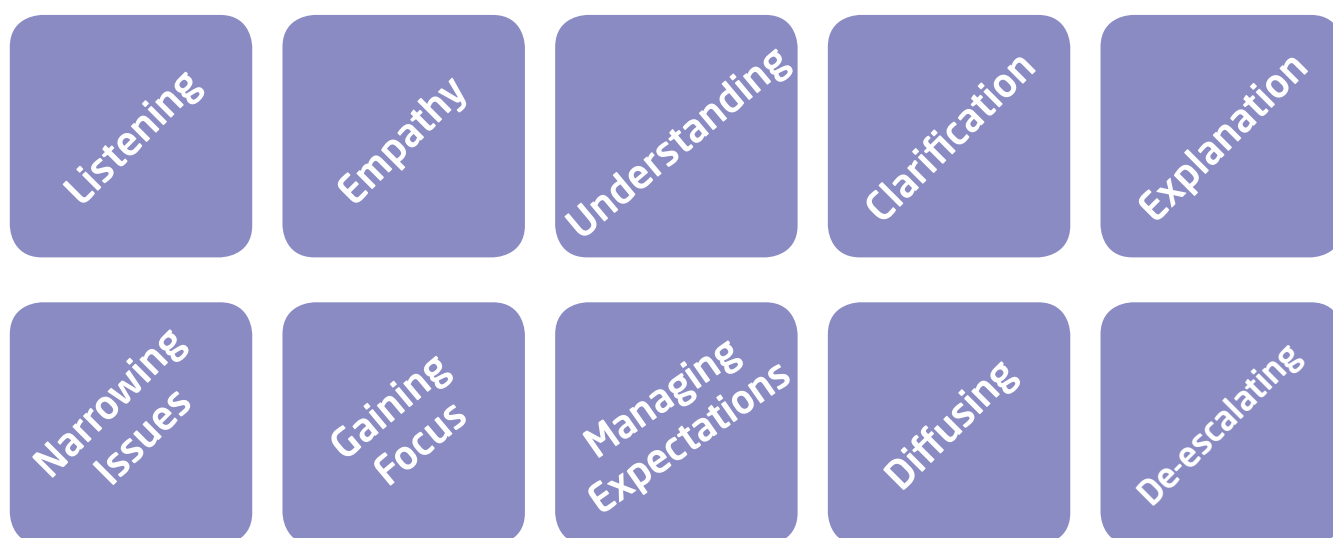 Listening
Empathy
Understanding
Clarification
Explanation
Narrowing
Issues
Gaining
Focus
Managing
Expectations
Diffusing
De-escalating